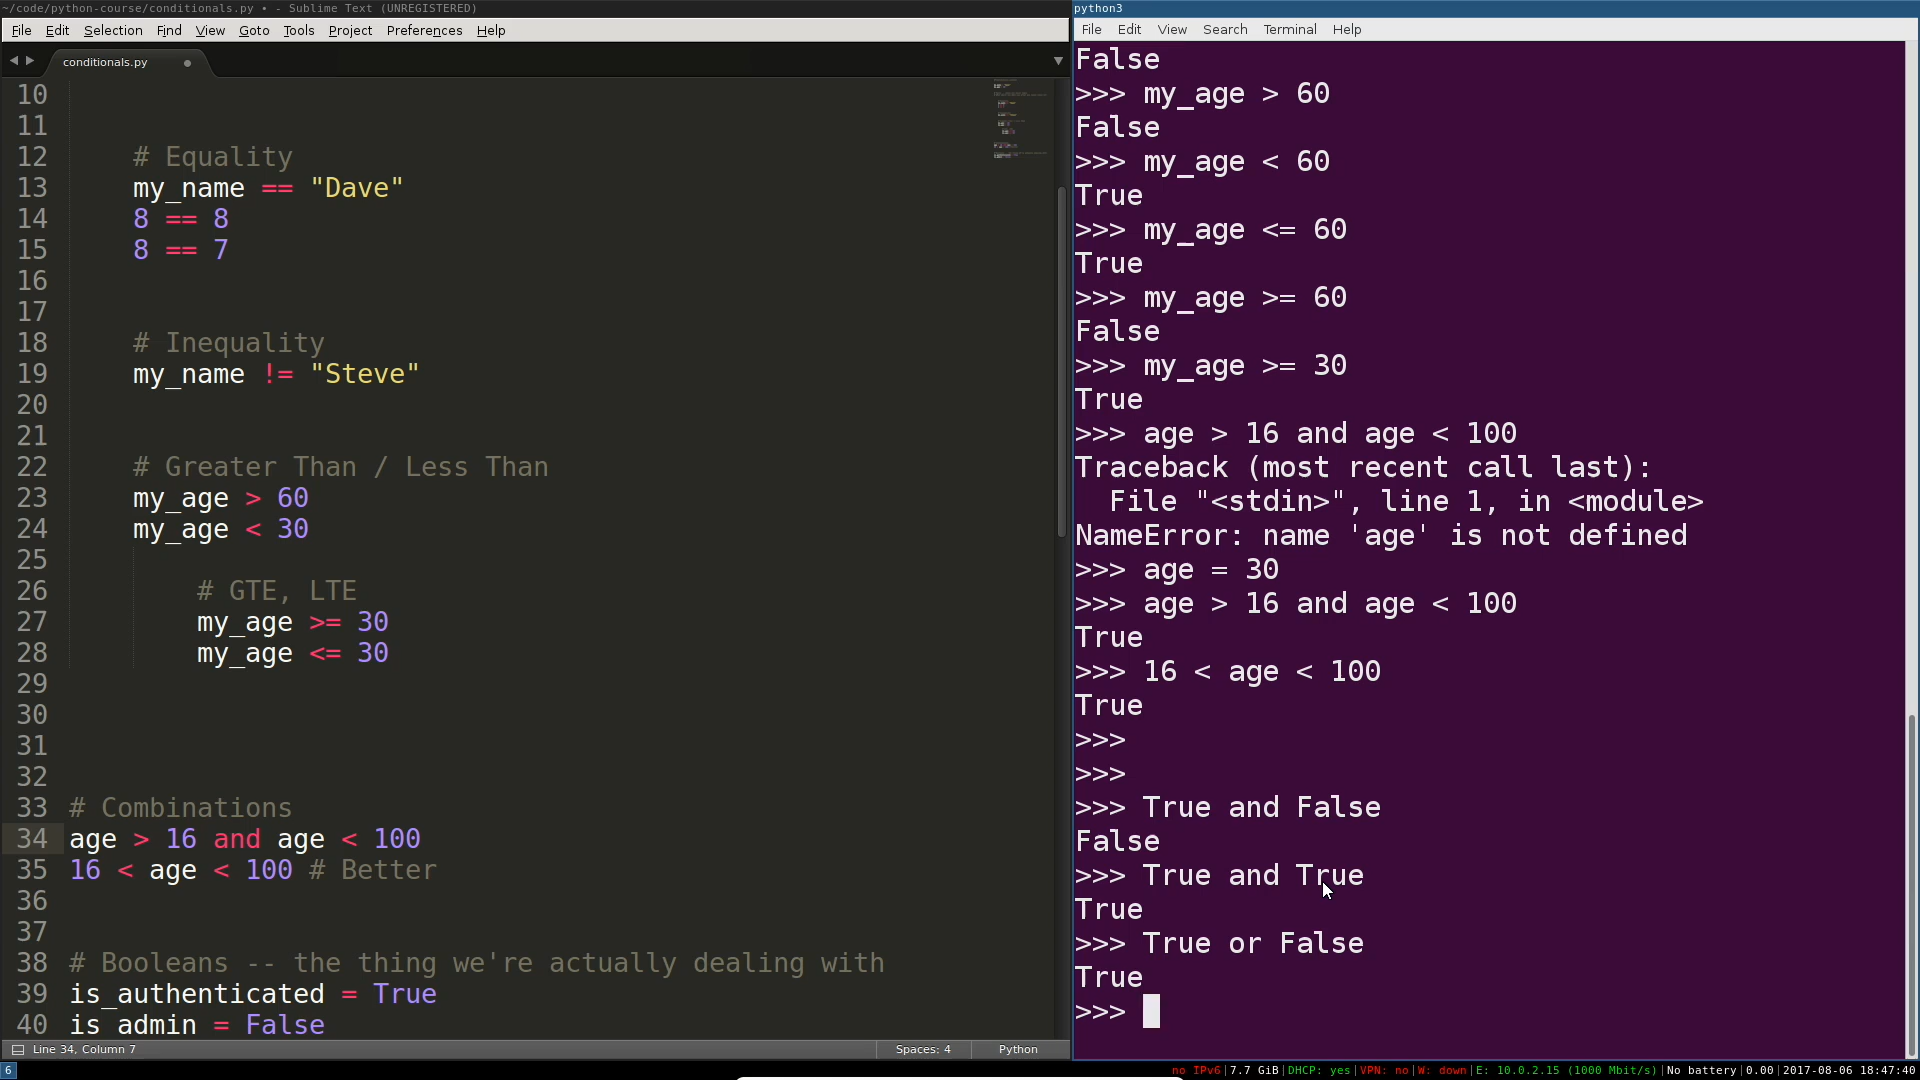 ~/code/python-course/conditionals.py • - Sublime Text (UNREGISTERED)
File Edit Selection Find View Goto Tools Project Preferences Help
conditionals.py
10
11
12 # Equality
13 my_name == "Dave"
14 8 == 8
15 8 == 7
16
17
18 # Inequality
19 my_name != "Steve"
20
21
22 # Greater Than / Less Than
23 my_age > 60
24 my_age < 30
25
26 # GTE, LTE
27 my_age >= 30
28 my_age <= 30
29
30
31
32
33 # Combinations
34 age > 16 and age < 100
35 16 < age < 100 # Better
36
37
38 # Booleans -- the thing we're actually dealing with
39 is_authenticated = True
40 is_admin = False
Line 34, Column 7 Spaces: 4 Python
python3
File Edit View Search Terminal Help
False
>>> my_age > 60
False
>>> my_age < 60
True
>>> my_age <= 60
True
>>> my_age >= 60
False
>>> my_age >= 30
True
>>> age > 16 and age < 100
Traceback (most recent call last):
  File "<stdin>", line 1, in <module>
NameError: name 'age' is not defined
>>> age = 30
>>> age > 16 and age < 100
True
>>> 16 < age < 100
True
>>>
>>>
>>> True and False
False
>>> True and True
True
>>> True or False
True
>>>
6 no IPv6|7.7 GiB|DHCP: yes|VPN: no|W: down|E: 10.0.2.15 (1000 Mbit/s)|No battery|0.00|2017-08-06 18:47:40